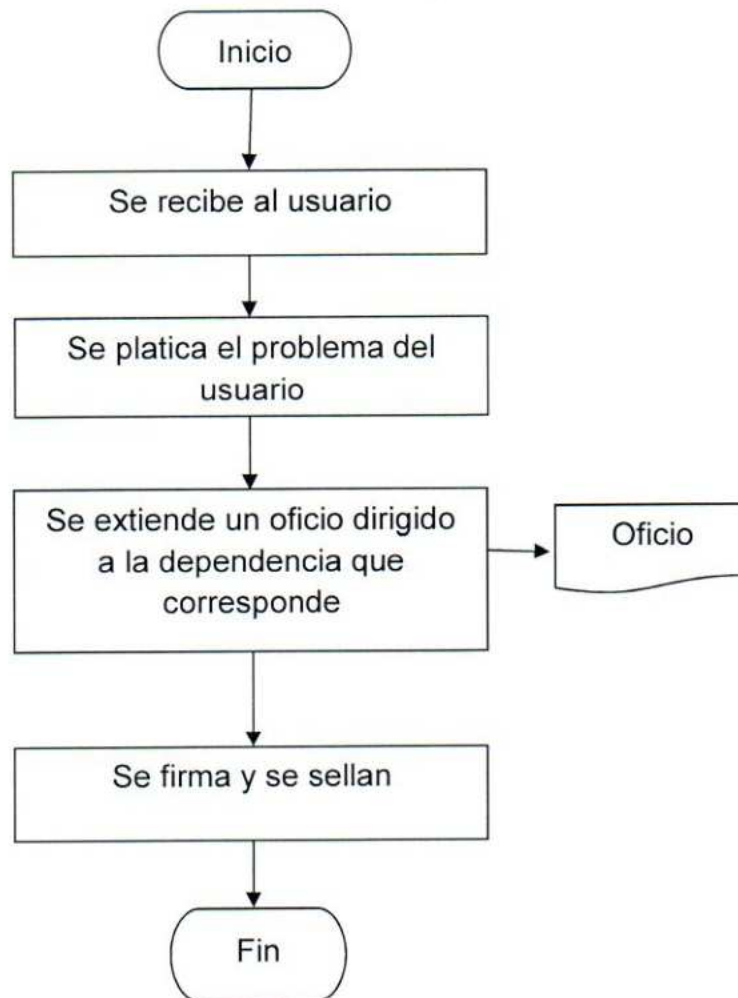 Inicio
Se recibe al usuario
Se platica el problema del
usuario
Se extiende un oficio dirigido
a la dependencia que
corresponde
Oficio
Se firma y se sellan
Fin